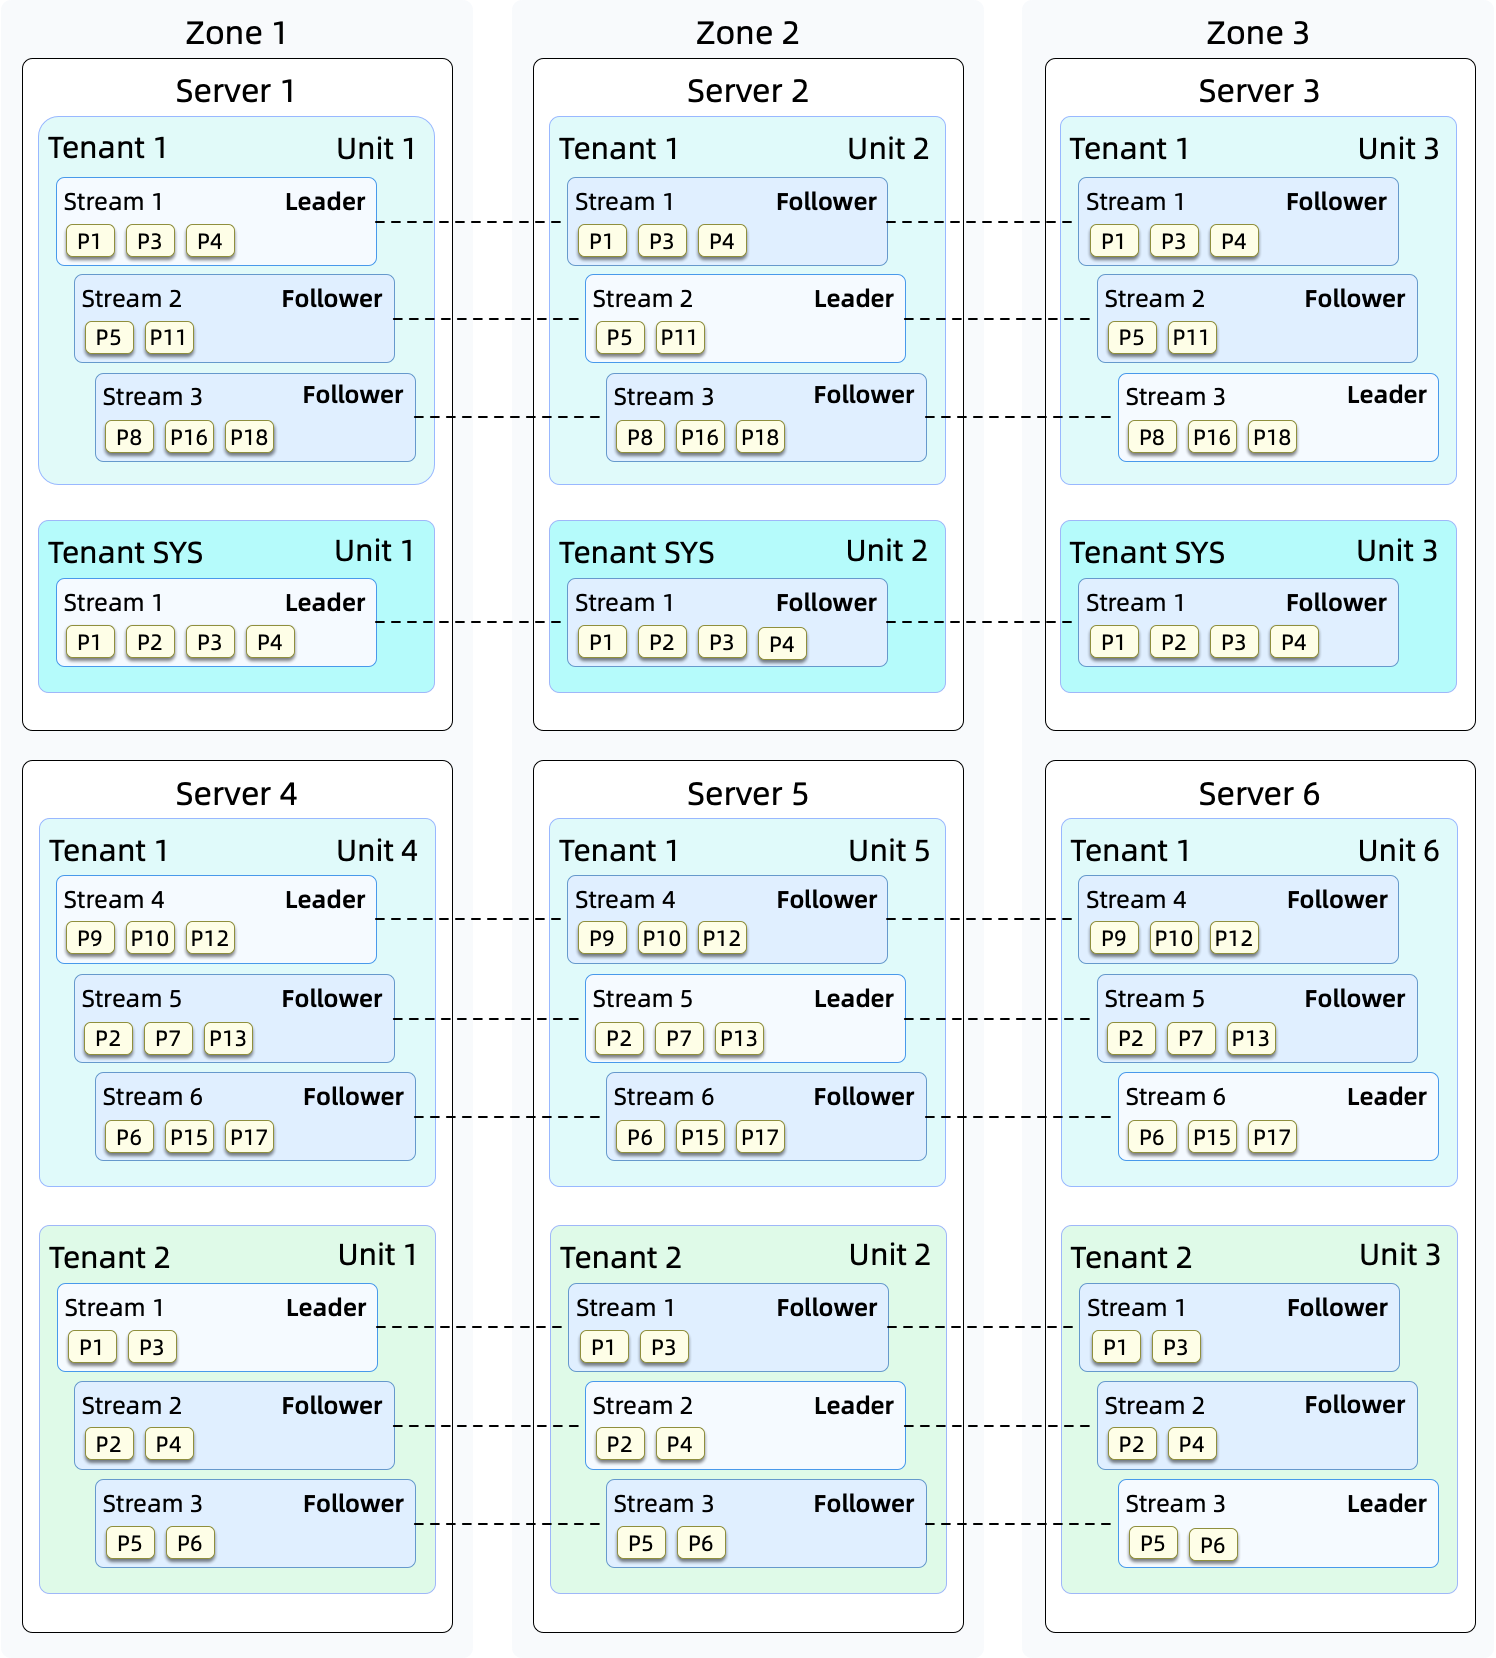 Zone 1
Server 1
Tenant 1 Unit 1
Stream 1 Leader
P1 P3 P4
Stream 2 Follower
P5 P11
Stream 3 Follower
P8 P16 P18
Tenant SYS Unit 1
Stream 1 Leader
P1 P2 P3 P4
Server 4
Tenant 1 Unit 4
Stream 4 Leader
P9 P10 P12
Stream 5 Follower
P2 P7 P13
Stream 6 Follower
P6 P15 P17
Tenant 2 Unit 1
Stream 1 Leader
P1 P3
Stream 2 Follower
P2 P4
Stream 3 Follower
P5 P6
Zone 2
Server 2
Tenant 1 Unit 2
Stream 1 Follower
P1 P3 P4
Stream 2 Leader
P5 P11
Stream 3 Follower
P8 P16 P18
Tenant SYS Unit 2
Stream 1 Follower
P1 P2 P3 P4
Server 5
Tenant 1 Unit 5
Stream 4 Follower
P9 P10 P12
Stream 5 Leader
P2 P7 P13
Stream 6 Follower
P6 P15 P17
Tenant 2 Unit 2
Stream 1 Follower
P1 P3
Stream 2 Leader
P2 P4
Stream 3 Follower
P5 P6
Zone 3
Server 3
Tenant 1 Unit 3
Stream 1 Follower
P1 P3 P4
Stream 2 Follower
P5 P11
Stream 3 Leader
P8 P16 P18
Tenant SYS Unit 3
Stream 1 Follower
P1 P2 P3 P4
Server 6
Tenant 1 Unit 6
Stream 4 Follower
P9 P10 P12
Stream 5 Follower
P2 P7 P13
Stream 6 Leader
P6 P15 P17
Tenant 2 Unit 3
Stream 1 Follower
P1 P3
Stream 2 Follower
P2 P4
Stream 3 Leader
P5 P6